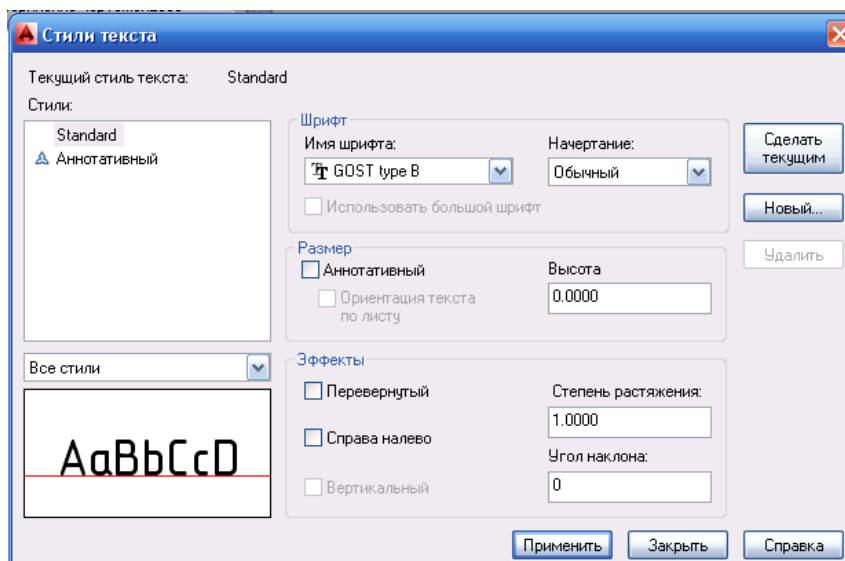 Стили текста
Текущий стиль текста: Standard
Стили:
Standard
Аннотативный
Все стили
AaBbCcD
Шрифт
Имя шрифта: Начертание:
GOST type B Обычный
Использовать большой шрифт
Размер
Аннотативный Высота
Ориентация текста 0.0000
по листу
Эффекты
Перевернутый Степень растяжения:
1.0000
Справа налево
Угол наклона:
Вертикальный 0
Сделать
текущим
Новый...
Удалить
Применить Закрыть Справка